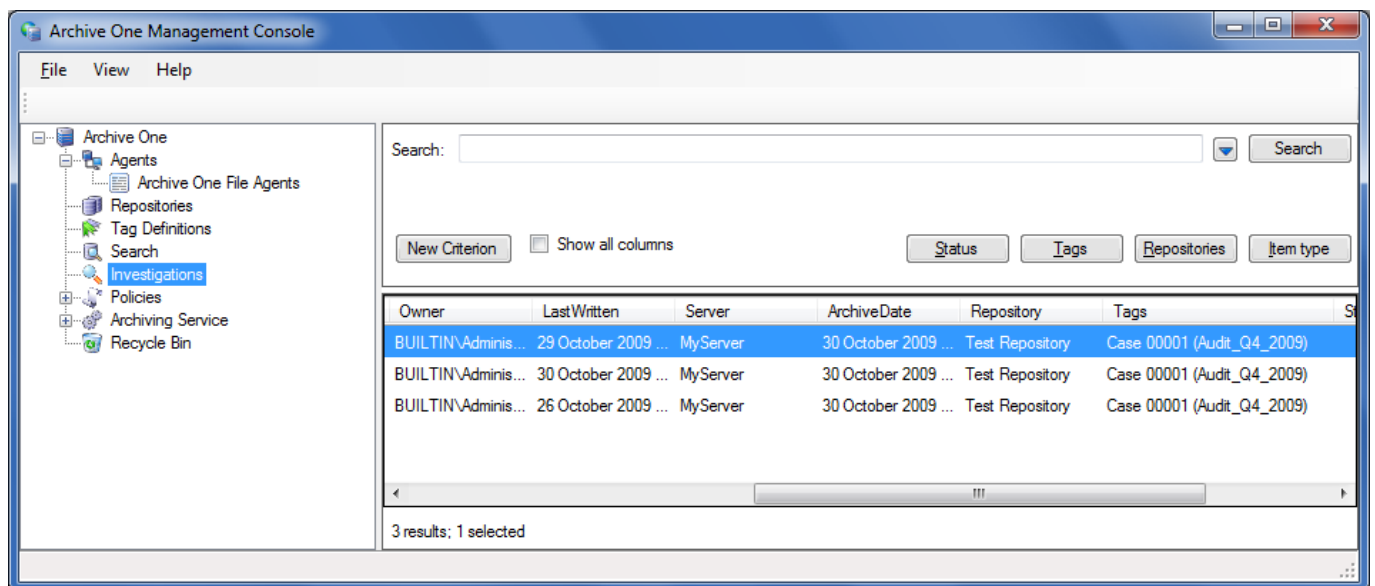 Archive One Management Console
File View Help
Archive One
Agents
Archive One File Agents
Repositories
Tag Definitions
Search
Investigations
Policies
Archiving Service
Recycle Bin
Search: Search
New Criterion Show all columns Status Tags Repositories Item type
Owner LastWritten Server ArchiveDate Repository Tags
BUILTIN\Adminis... 29 October 2009 ... MyServer 30 October 2009 ... Test Repository Case 00001 (Audit_Q4_2009)
BUILTIN\Adminis... 30 October 2009 ... MyServer 30 October 2009 ... Test Repository Case 00001 (Audit_Q4_2009)
BUILTIN\Adminis... 26 October 2009 ... MyServer 30 October 2009 ... Test Repository Case 00001 (Audit_Q4_2009)
3 results; 1 selected